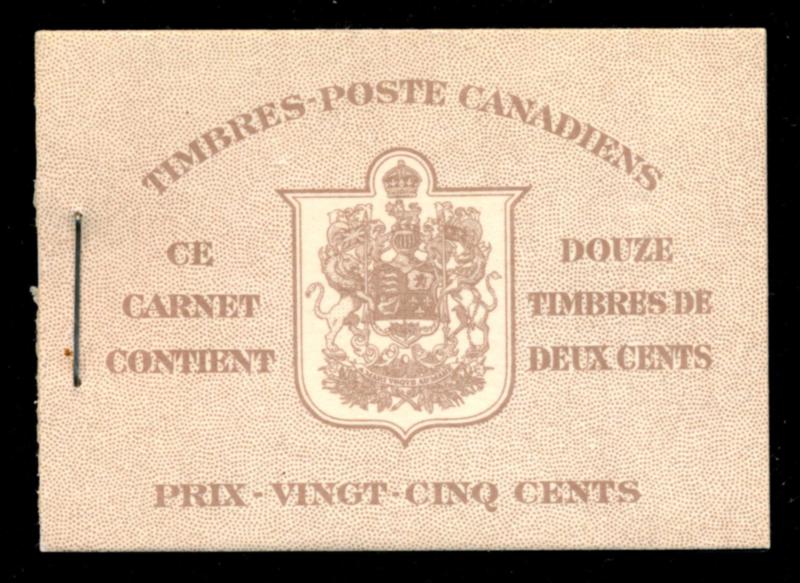 TIMBRES-POSTE CANADIENS
CE
CARNET
CONTIENT
DOUZE
TIMBRES DE
DEUX CENTS
PRIX - VINGT - CINQ CENTS